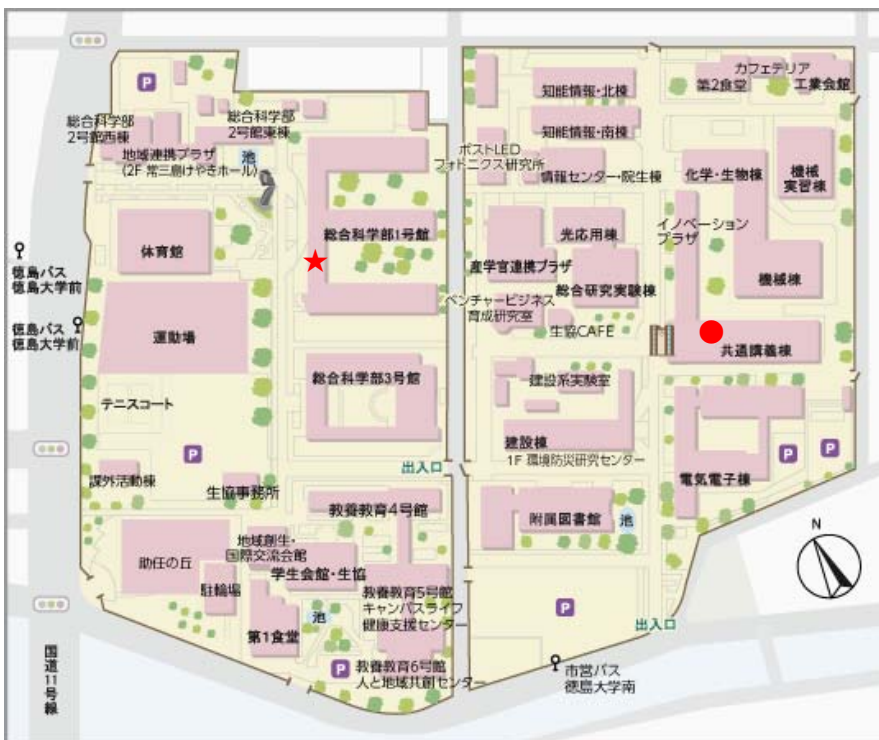 P
総合科学部
2号館西棟
総合科学部
2号館東棟
地域連携プラザ
(2F 常三島けやきホール)
池
体育館
総合科学部1号館
徳島バス
徳島大学前
徳島バス
徳島大学前
運動場
テニスコート
総合科学部3号館
P
課外活動棟
生協事務所
出入口
教養教育4号館
助任の丘
地域創生・
国際交流会館
駐輪場
学生会館・生協
第1食堂
池
教養教育5号館
キャンパスライフ
健康支援センター
P
教養教育6号館
人と地域共創センター
国道11号線
知能情報・北棟
知能情報・南棟
ポストLED
フォトニクス研究所
情報センター・院生棟
カフェテリア
第2食堂
工業会館
化学・生物棟
機械
実習棟
イノベーション
プラザ
光応用棟
産学官連携プラザ
総合研究実験棟
機械棟
ベンチャービジネス
育成研究室
生協CAFE
共通講義棟
建設系実験室
建設棟
1F 環境防災研究センター
電気電子棟
P
P
附属図書館
池
N
P
出入口
市営バス
徳島大学南